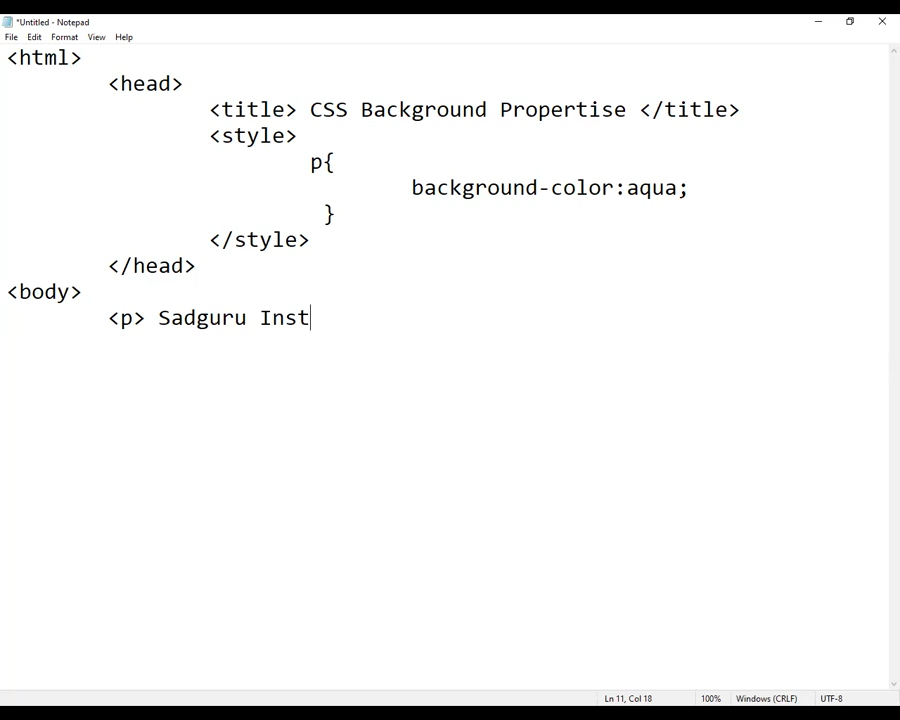 *Untitled - Notepad
File Edit Format View Help
<html>
<head>
<title> CSS Background Propertise </title>
<style>
p{
background-color:aqua;
}
</style>
</head>
<body>
<p> Sadguru Inst
Ln 11, Col 18 100% Windows (CRLF) UTF-8